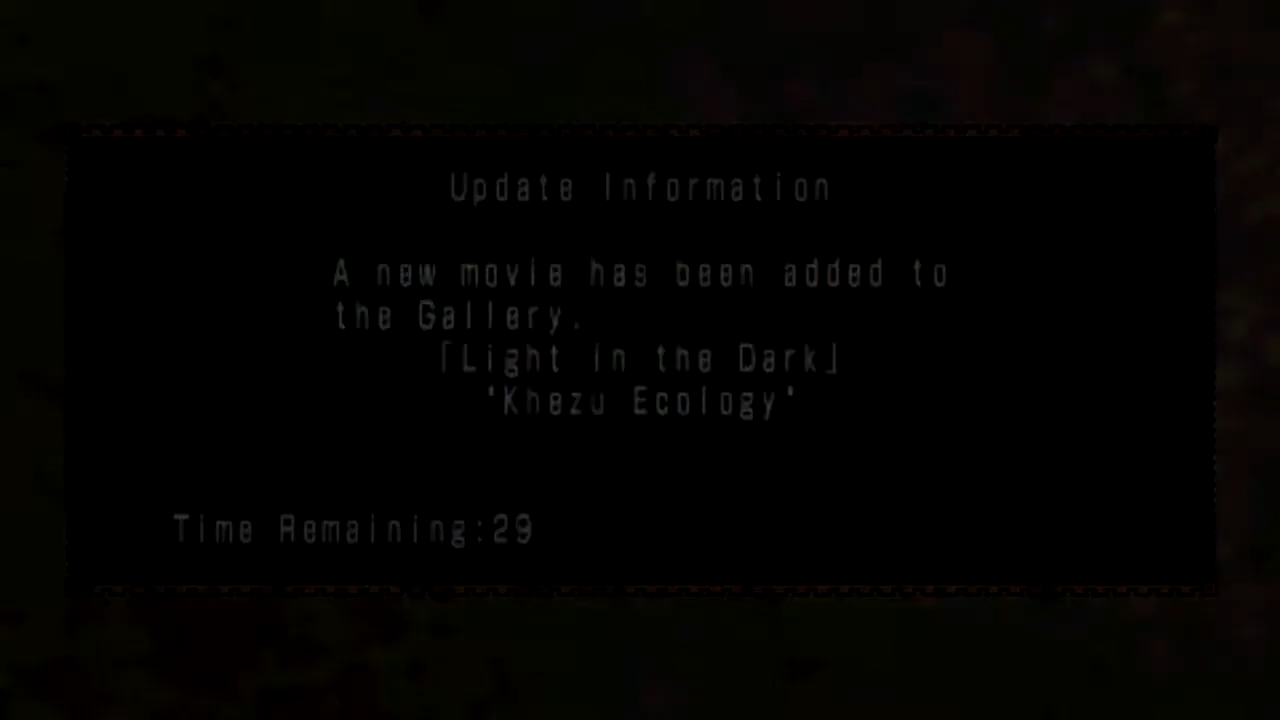 Update Information
A new movie has been added to
the Gallery.
「Light in the Dark」
"Khezu Ecology"
Time Remaining:29